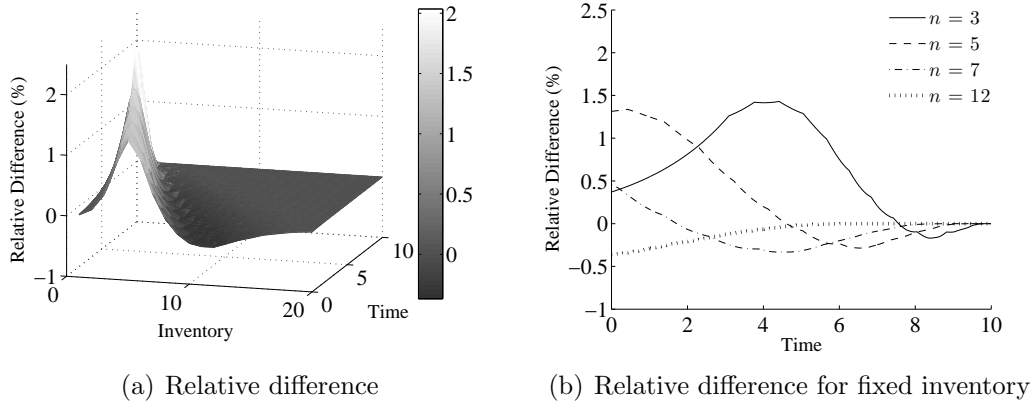 2
1.5
1
0.5
0
Relative Difference (%)
2
1
0
−1
0
10
20
Inventory
0
5
10
Time
2.5
2
1.5
1
0.5
0
−0.5
−1
Relative Difference (%)
0
2
4
6
8
10
Time
n = 3
n = 5
n = 7
n = 12
(a) Relative difference
(b) Relative difference for fixed inventory